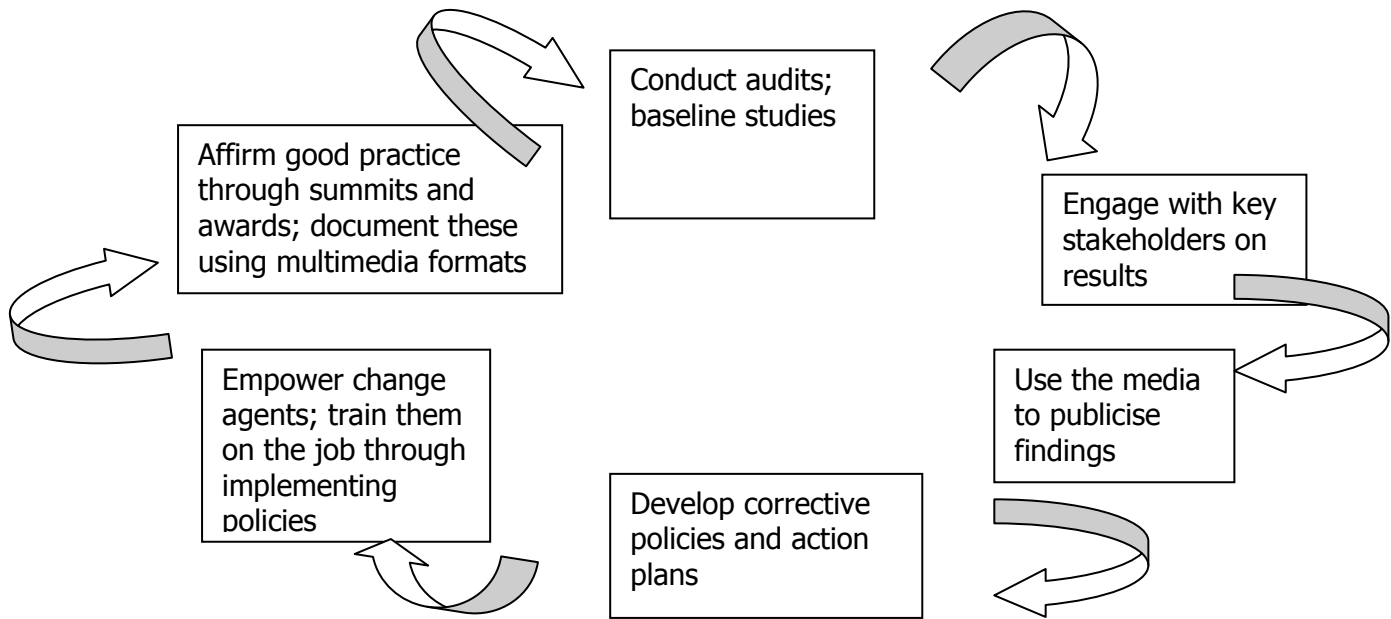 Conduct audits;
baseline studies
Engage with key
stakeholders on
results
Use the media
to publicise
findings
Develop corrective
policies and action
plans
Empower change
agents; train them
on the job through
implementing
policies
Affirm good practice
through summits and
awards; document these
using multimedia formats